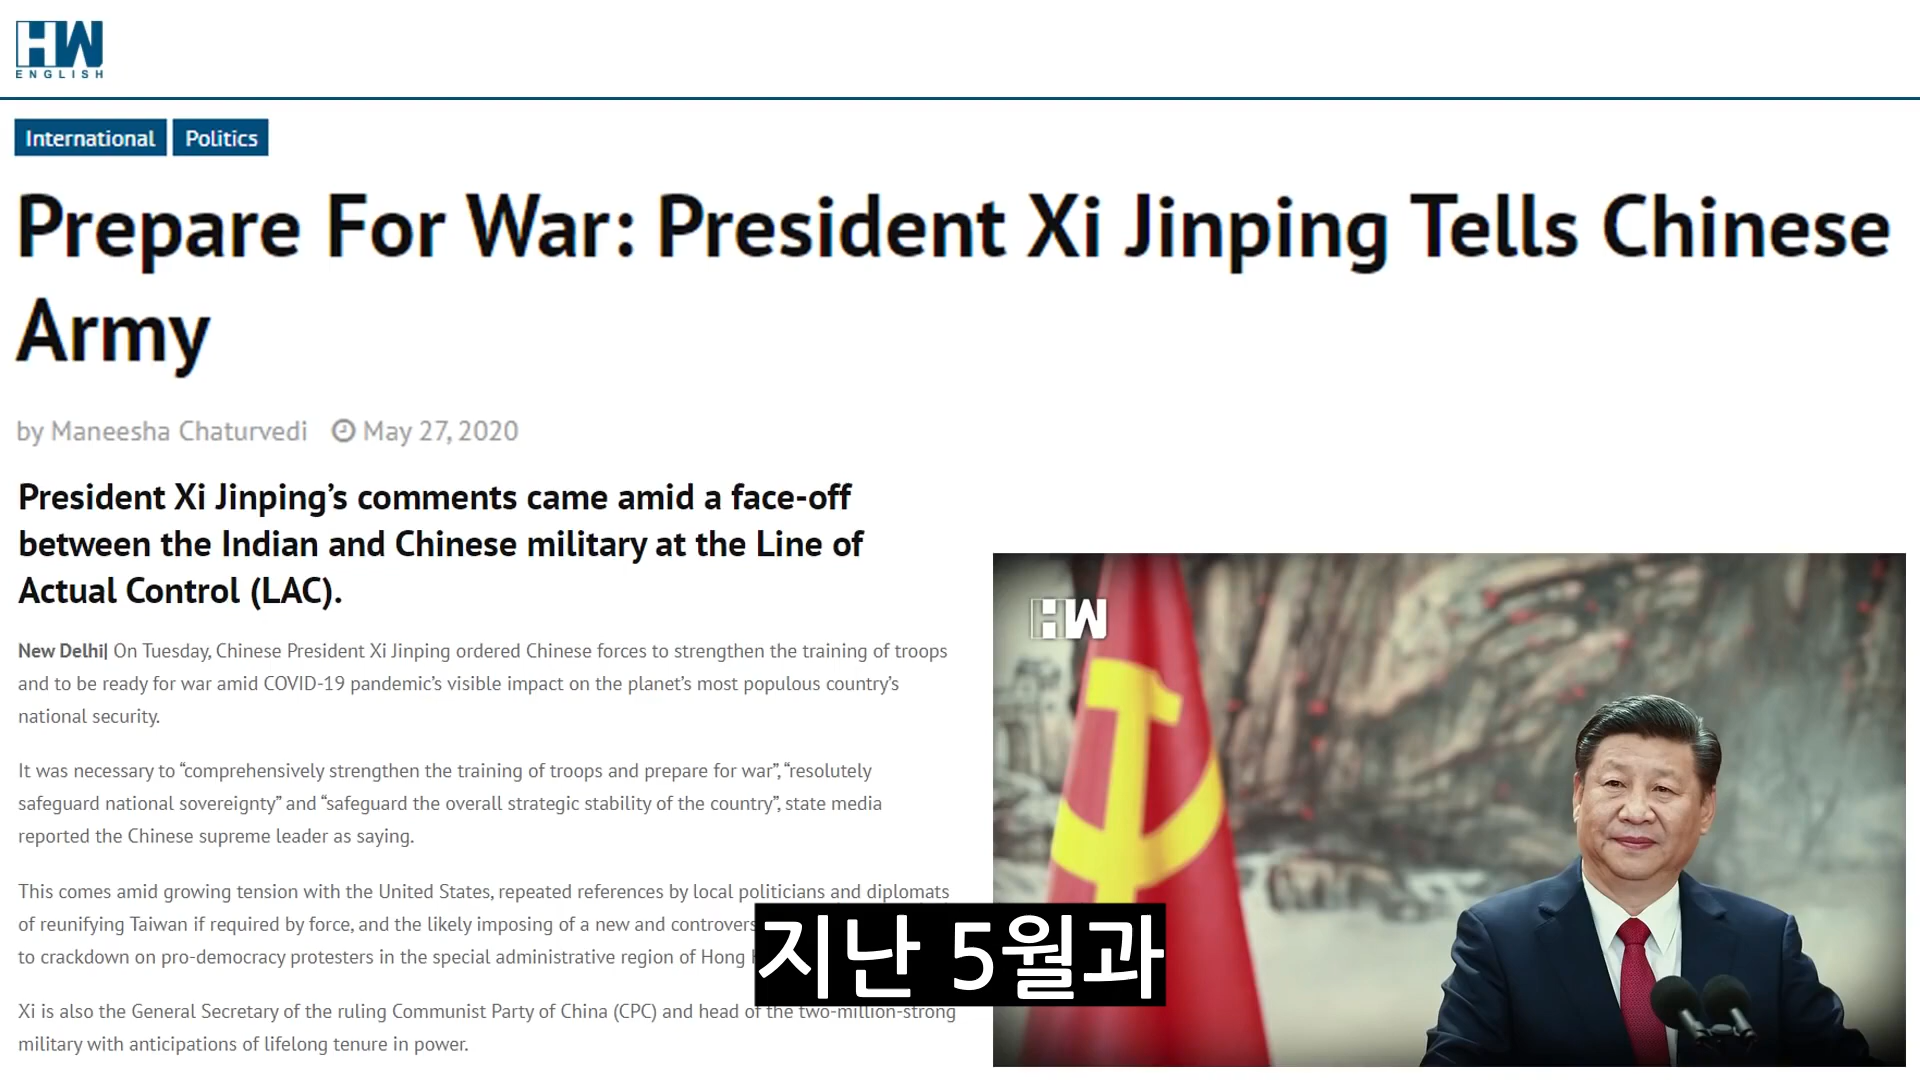 HW
ENGLISH
International Politics
Prepare For War: President Xi Jinping Tells Chinese
Army
by Maneesha Chaturvedi May 27, 2020
President Xi Jinping’s comments came amid a face-off
between the Indian and Chinese military at the Line of
Actual Control (LAC).
New Delhi| On Tuesday, Chinese President Xi Jinping ordered Chinese forces to strengthen the training of troops
and to be ready for war amid COVID-19 pandemic’s visible impact on the planet’s most populous country’s
national security.
It was necessary to “comprehensively strengthen the training of troops and prepare for war”, “resolutely
safeguard national sovereignty” and “safeguard the overall strategic stability of the country”, state media
reported the Chinese supreme leader as saying.
This comes amid growing tension with the United States, repeated references by local politicians and diplomats
of reunifying Taiwan if required by force, and the likely imposing of a new and
to crackdown on pro-democracy protesters in the special administrative region of Hong
Xi is also the General Secretary of the ruling Communist Party of China (CPC) and head of the two-million-strong
military with anticipations of lifelong tenure in power.
HW
지난 5월과